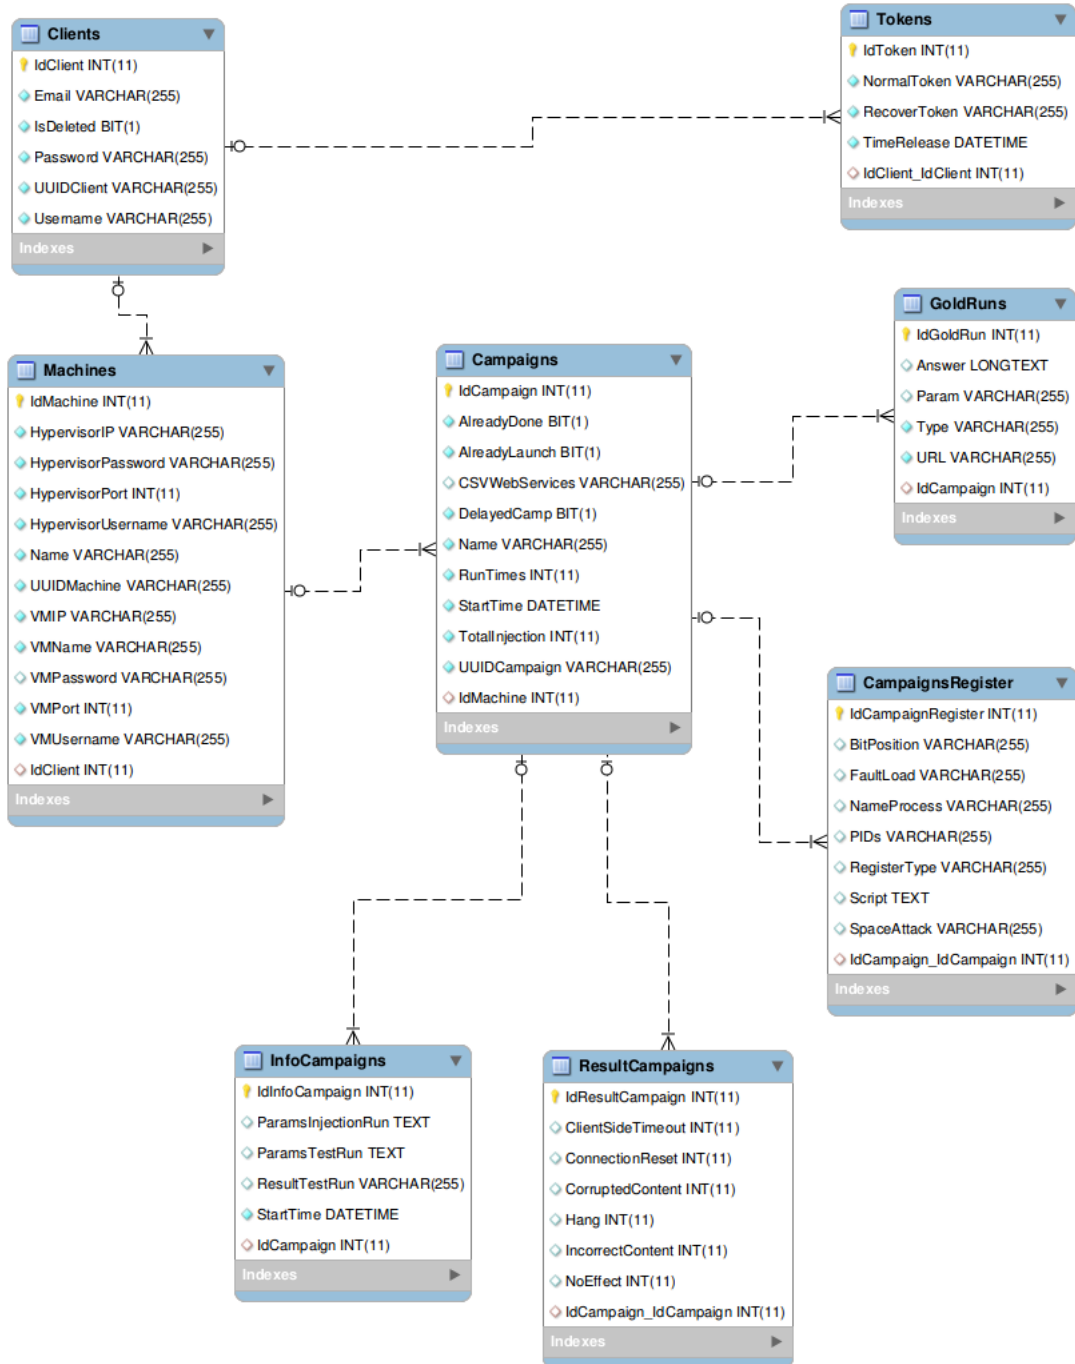 Clients
IdClient INT(11)
Email VARCHAR(255)
IsDeleted BIT(1)
Password VARCHAR(255)
UUIDClient VARCHAR(255)
Username VARCHAR(255)
Indexes
Tokens
IdToken INT(11)
NormalToken VARCHAR(255)
RecoverToken VARCHAR(255)
TimeRelease DATETIME
IdClient_IdClient INT(11)
Indexes
Machines
IdMachine INT(11)
HypervisorIP VARCHAR(255)
HypervisorPassword VARCHAR(255)
HypervisorPort INT(11)
HypervisorUsername VARCHAR(255)
Name VARCHAR(255)
UUIDMachine VARCHAR(255)
VMIP VARCHAR(255)
VMName VARCHAR(255)
VMPassword VARCHAR(255)
VMPort INT(11)
VMUsername VARCHAR(255)
IdClient INT(11)
Indexes
Campaigns
IdCampaign INT(11)
AlreadyDone BIT(1)
AlreadyLaunch BIT(1)
CSVWebServices VARCHAR(255)
DelayedCamp BIT(1)
Name VARCHAR(255)
RunTimes INT(11)
StartTime DATETIME
TotalInjection INT(11)
UUIDCampaign VARCHAR(255)
IdMachine INT(11)
Indexes
GoldRuns
IdGoldRun INT(11)
Answer LONGTEXT
Param VARCHAR(255)
Type VARCHAR(255)
URL VARCHAR(255)
IdCampaign INT(11)
Indexes
CampaignsRegister
IdCampaignRegister INT(11)
BitPosition VARCHAR(255)
FaultLoad VARCHAR(255)
NameProcess VARCHAR(255)
PIDs VARCHAR(255)
RegisterType VARCHAR(255)
Script TEXT
SpaceAttack VARCHAR(255)
IdCampaign_IdCampaign INT(11)
Indexes
InfoCampaigns
IdInfoCampaign INT(11)
ParamsInjectionRun TEXT
ParamsTestRun TEXT
ResultTestRun VARCHAR(255)
StartTime DATETIME
IdCampaign INT(11)
Indexes
ResultCampaigns
IdResultCampaign INT(11)
ClientSideTimeout INT(11)
ConnectionReset INT(11)
CorruptedContent INT(11)
Hang INT(11)
IncorrectContent INT(11)
NoEffect INT(11)
IdCampaign_IdCampaign INT(11)
Indexes